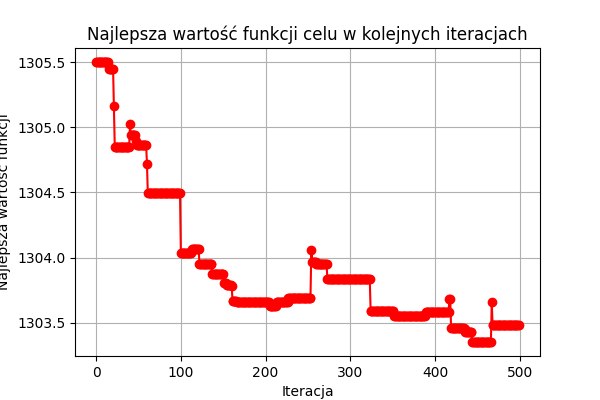 Najlepsza wartość funkcji celu w kolejnych iteracjach
Najlepsza wartość funkcji
1305.5
1305.0
1304.5
1304.0
1303.5
0 100 200 300 400 500
Iteracja